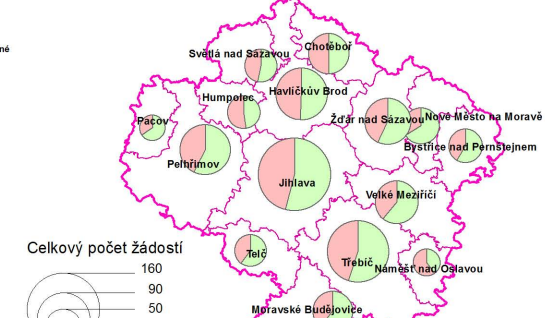 né
Světlá nad Sázavou
Chotěboř
Humpolec
Havlíčkův Brod
Pacov
Žďár nad Sázavou
Nové Město na Moravě
Bystřice nad Pernštejnem
Pelhřimov
Jihlava
Velké Meziříčí
Telč
Třebíč
Náměšť nad Oslavou
Moravské Budějovice
Celkový počet žádostí
160
90
50